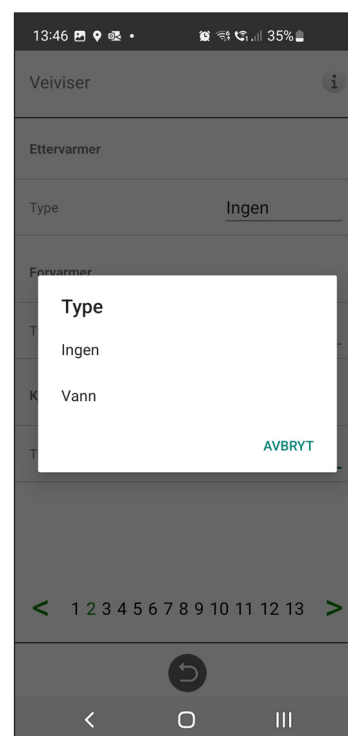 13:46 35%
Veiviser i
Ettervarmer
Type Ingen
Forvarmer
T
Type
Ingen
K
Vann
AVBRYT
T
< 1 2 3 4 5 6 7 8 9 10 11 12 13 >